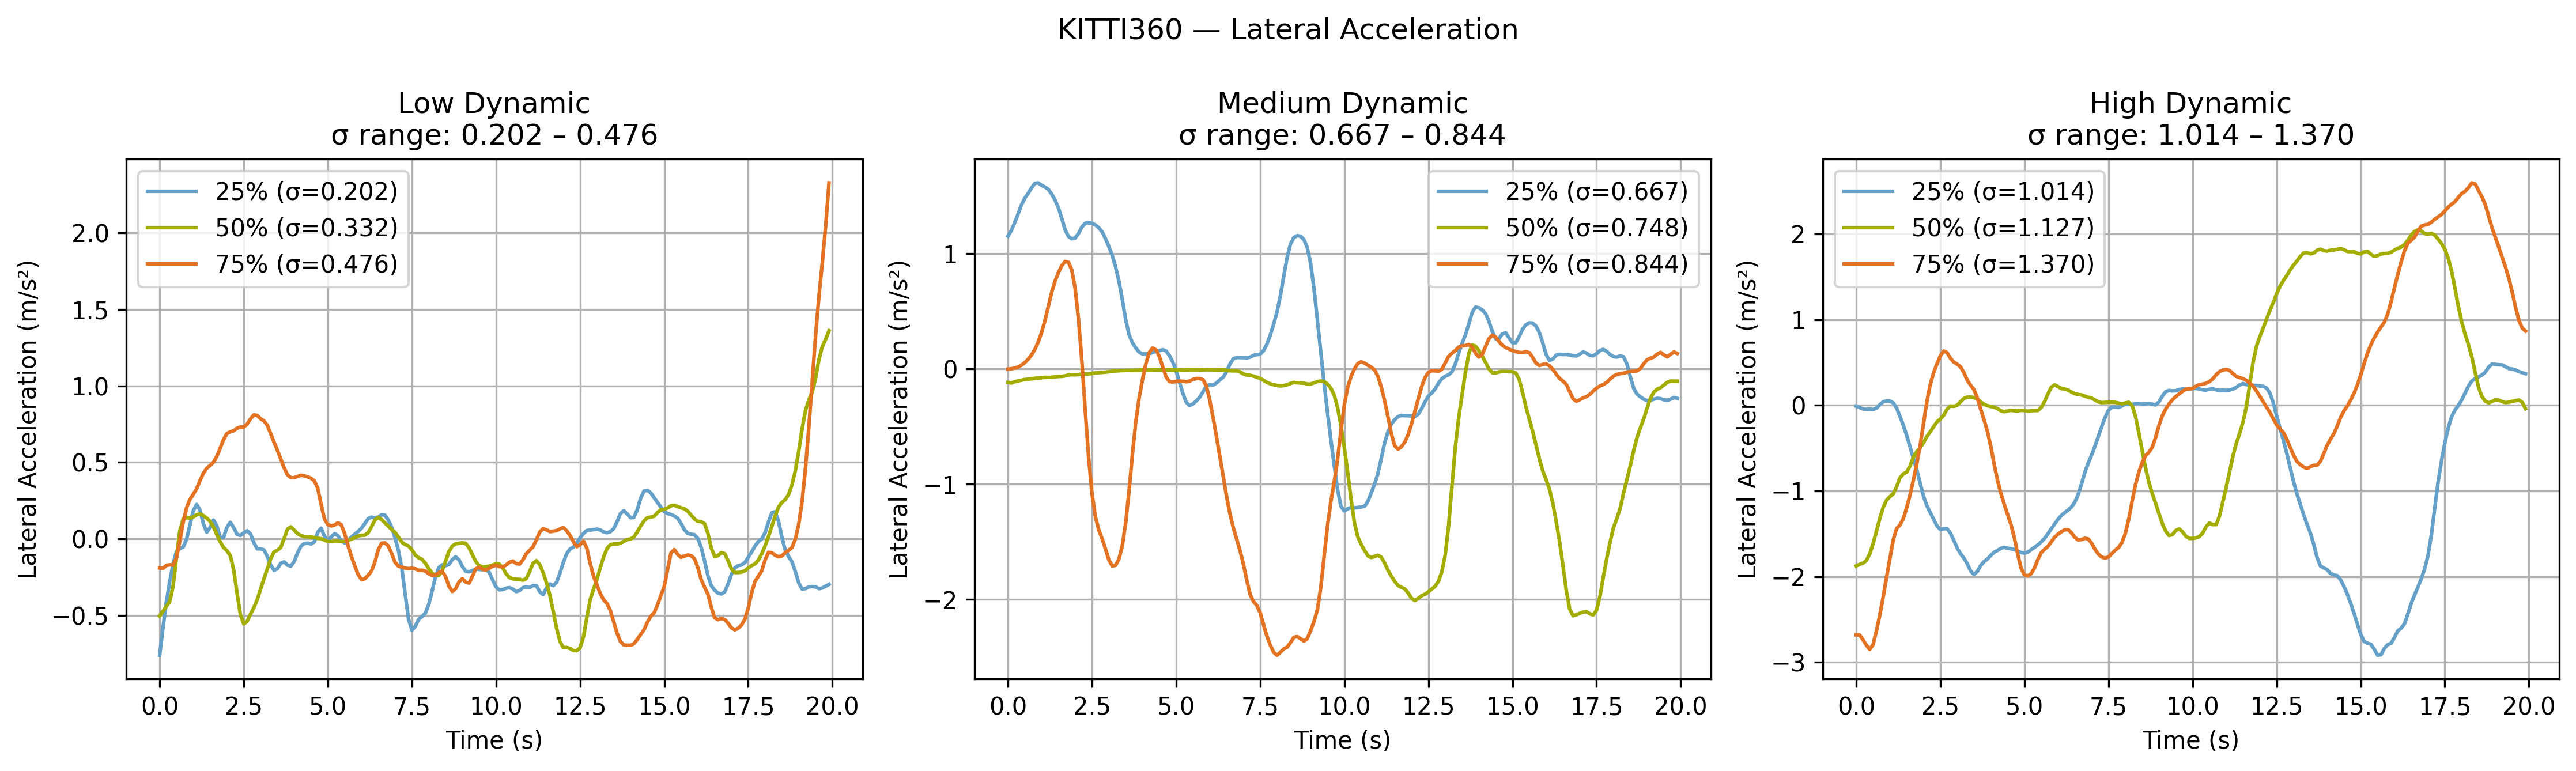 KITTI360 — Lateral Acceleration
Low Dynamic
σ range: 0.202 – 0.476
25% (σ=0.202)
50% (σ=0.332)
75% (σ=0.476)
Lateral Acceleration (m/s²)
2.0
1.5
1.0
0.5
0.0
−0.5
0.0 2.5 5.0 7.5 10.0 12.5 15.0 17.5 20.0
Time (s)
Medium Dynamic
σ range: 0.667 – 0.844
25% (σ=0.667)
50% (σ=0.748)
75% (σ=0.844)
Lateral Acceleration (m/s²)
1
0
−1
−2
0.0 2.5 5.0 7.5 10.0 12.5 15.0 17.5 20.0
Time (s)
High Dynamic
σ range: 1.014 – 1.370
25% (σ=1.014)
50% (σ=1.127)
75% (σ=1.370)
Lateral Acceleration (m/s²)
2
1
0
−1
−2
−3
0.0 2.5 5.0 7.5 10.0 12.5 15.0 17.5 20.0
Time (s)